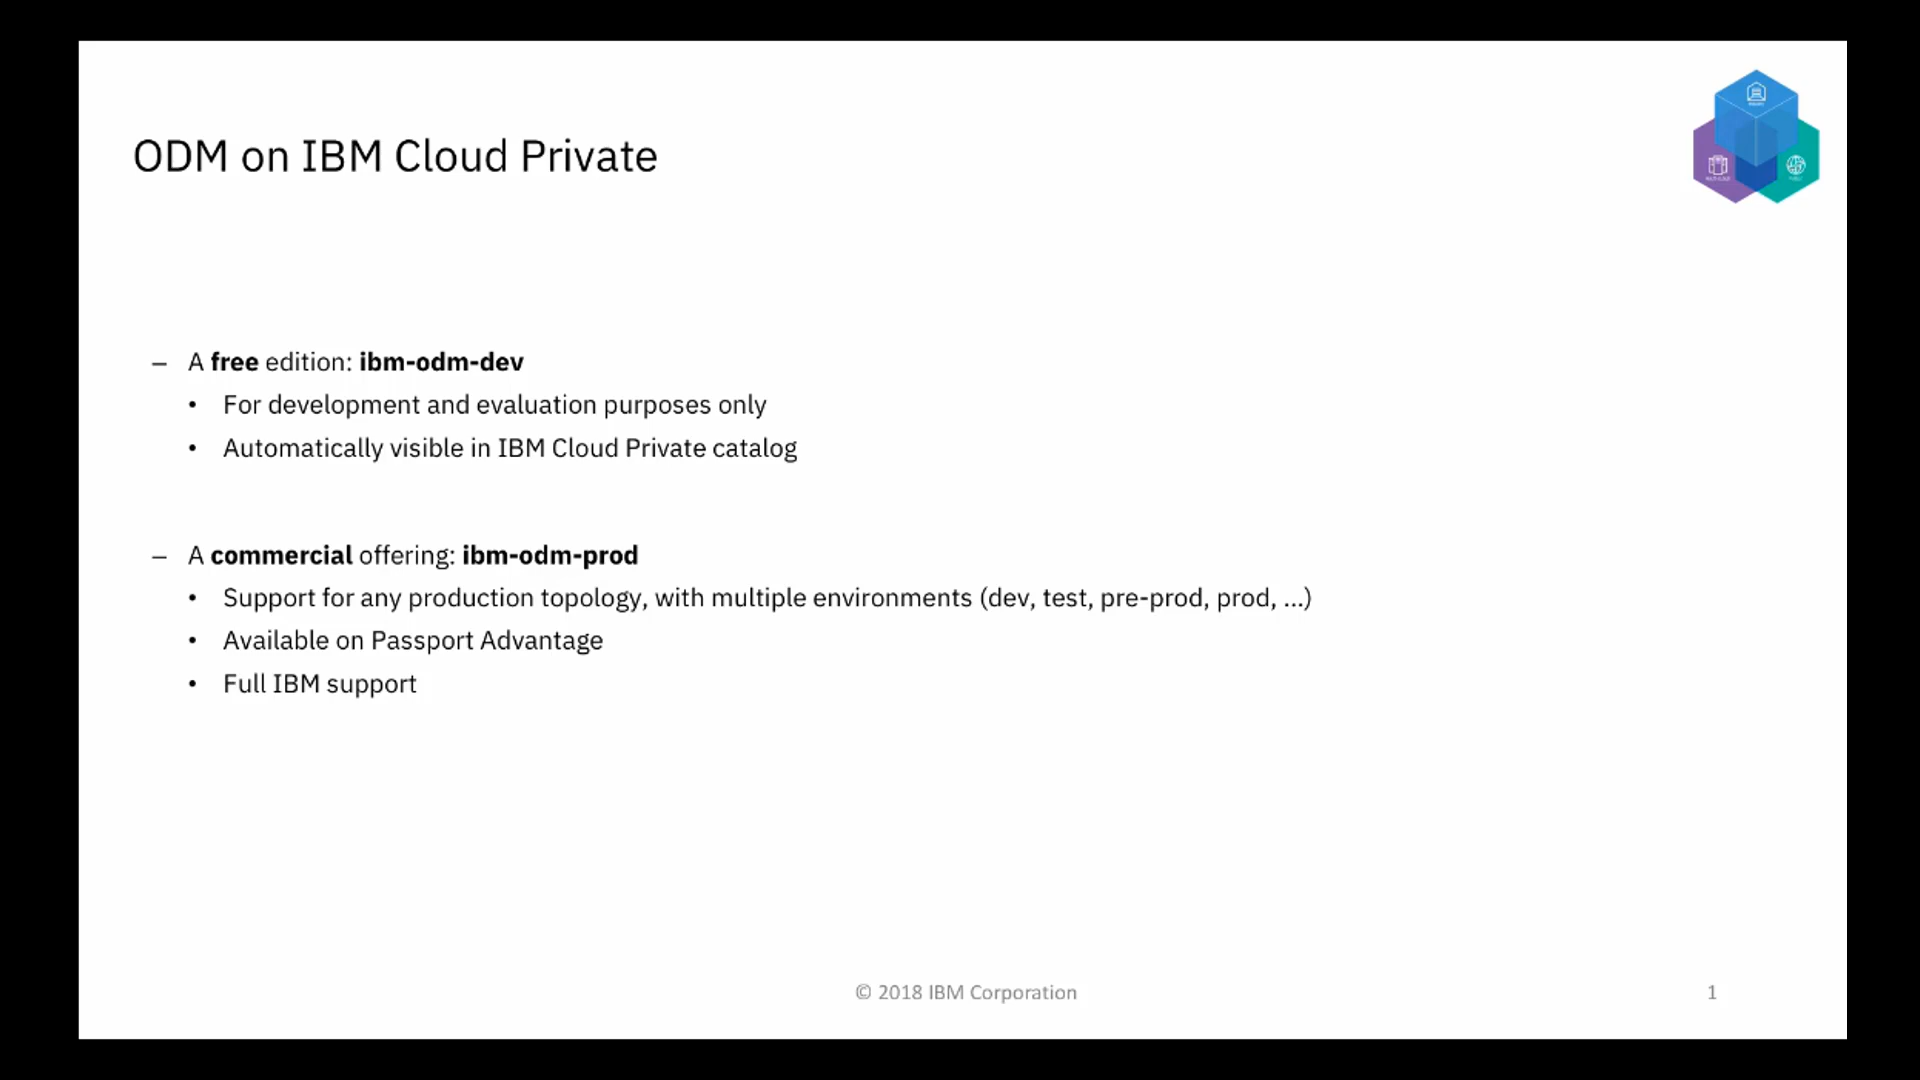 ODM on IBM Cloud Private
– A free edition: ibm-odm-dev
• For development and evaluation purposes only
• Automatically visible in IBM Cloud Private catalog
– A commercial offering: ibm-odm-prod
• Support for any production topology, with multiple environments (dev, test, pre-prod, prod, ...)
• Available on Passport Advantage
• Full IBM support
© 2018 IBM Corporation
1